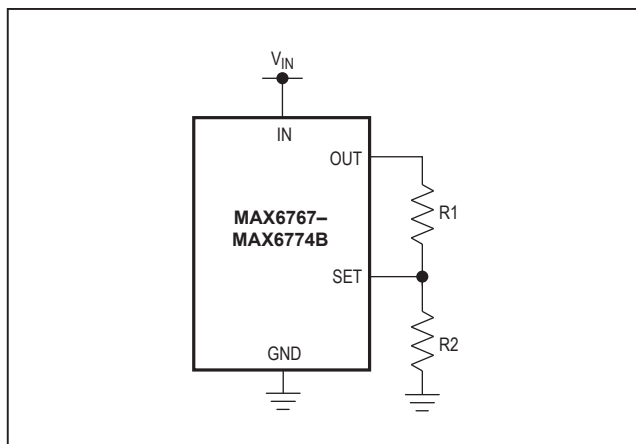 V_IN
IN
OUT
R1
MAX6767–
MAX6774B
SET
R2
GND